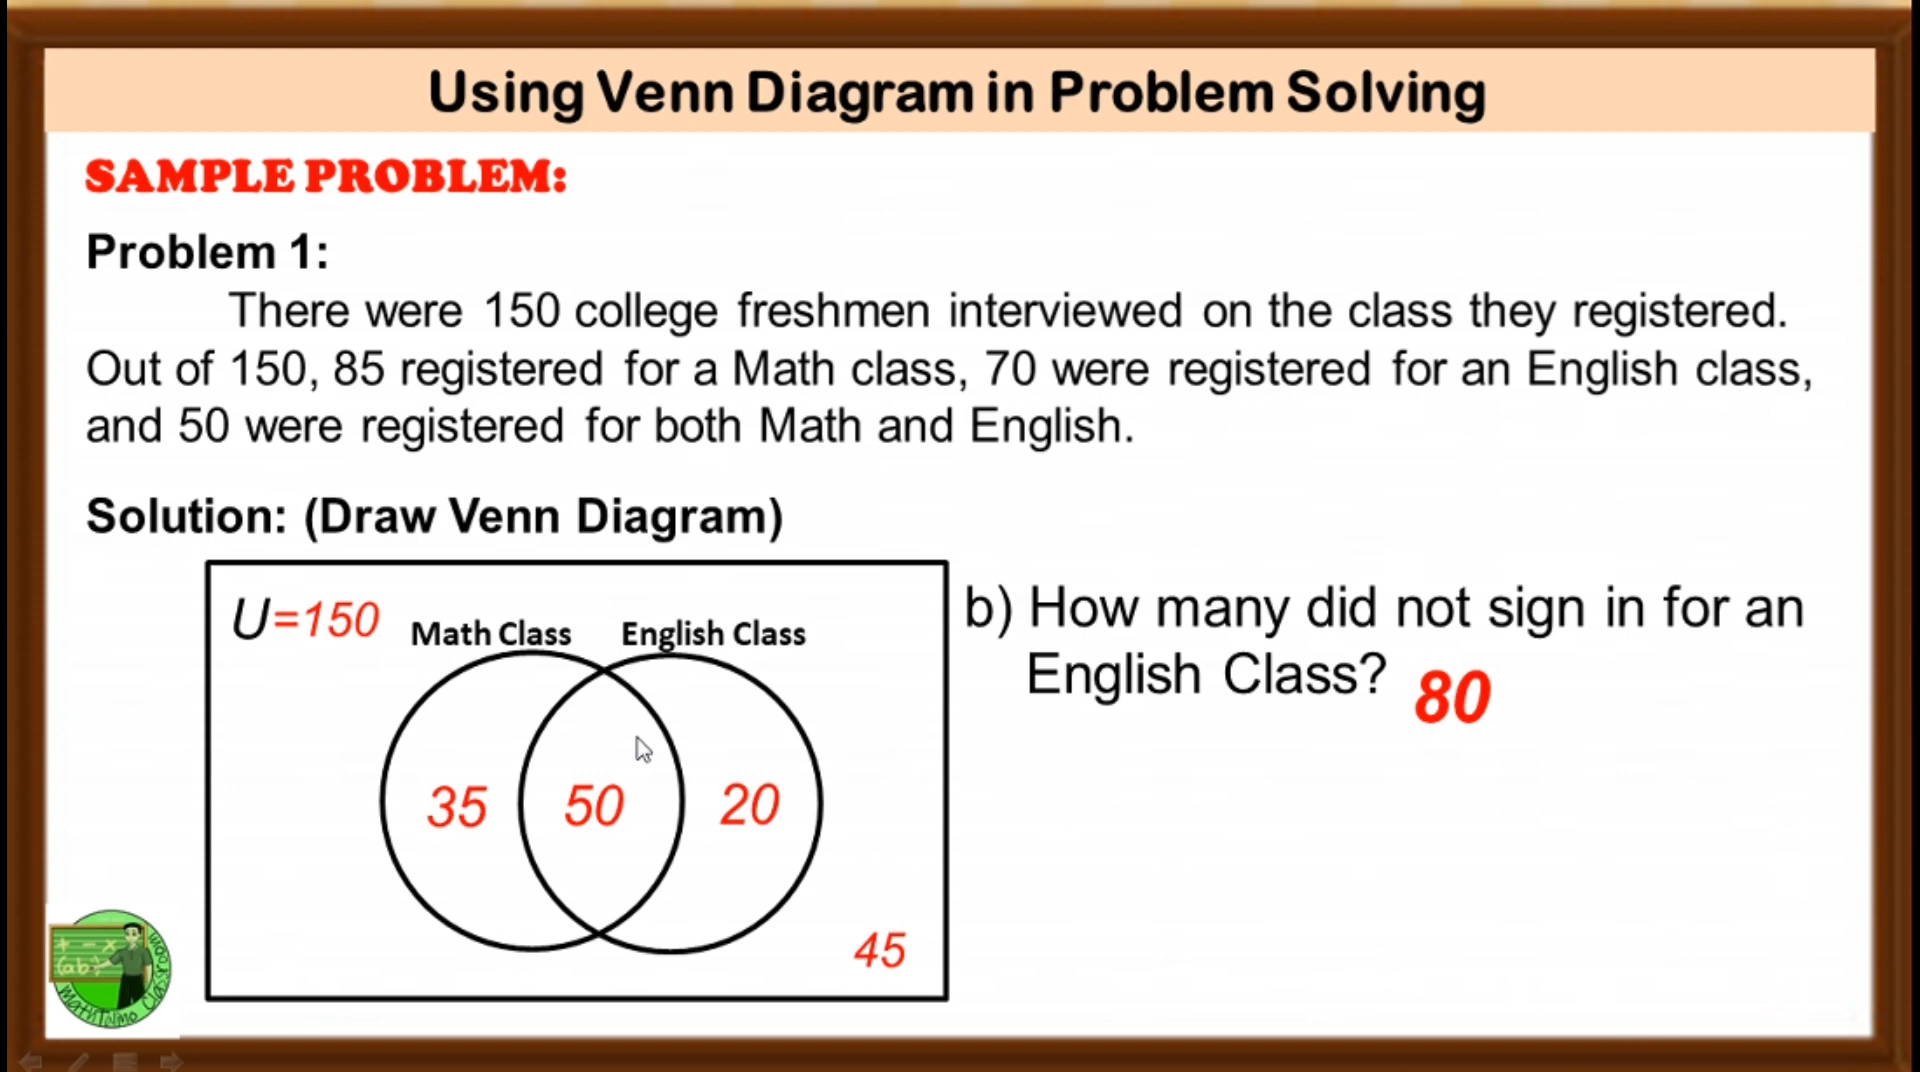 Using Venn Diagram in Problem Solving
SAMPLE PROBLEM:
Problem 1:
There were 150 college freshmen interviewed on the class they registered.
Out of 150, 85 registered for a Math class, 70 were registered for an English class,
and 50 were registered for both Math and English.
Solution: (Draw Venn Diagram)
U=150
Math Class English Class
35 50 20
45
b) How many did not sign in for an
English Class? 80
+ - x
(ab)
MathTalino Classroom